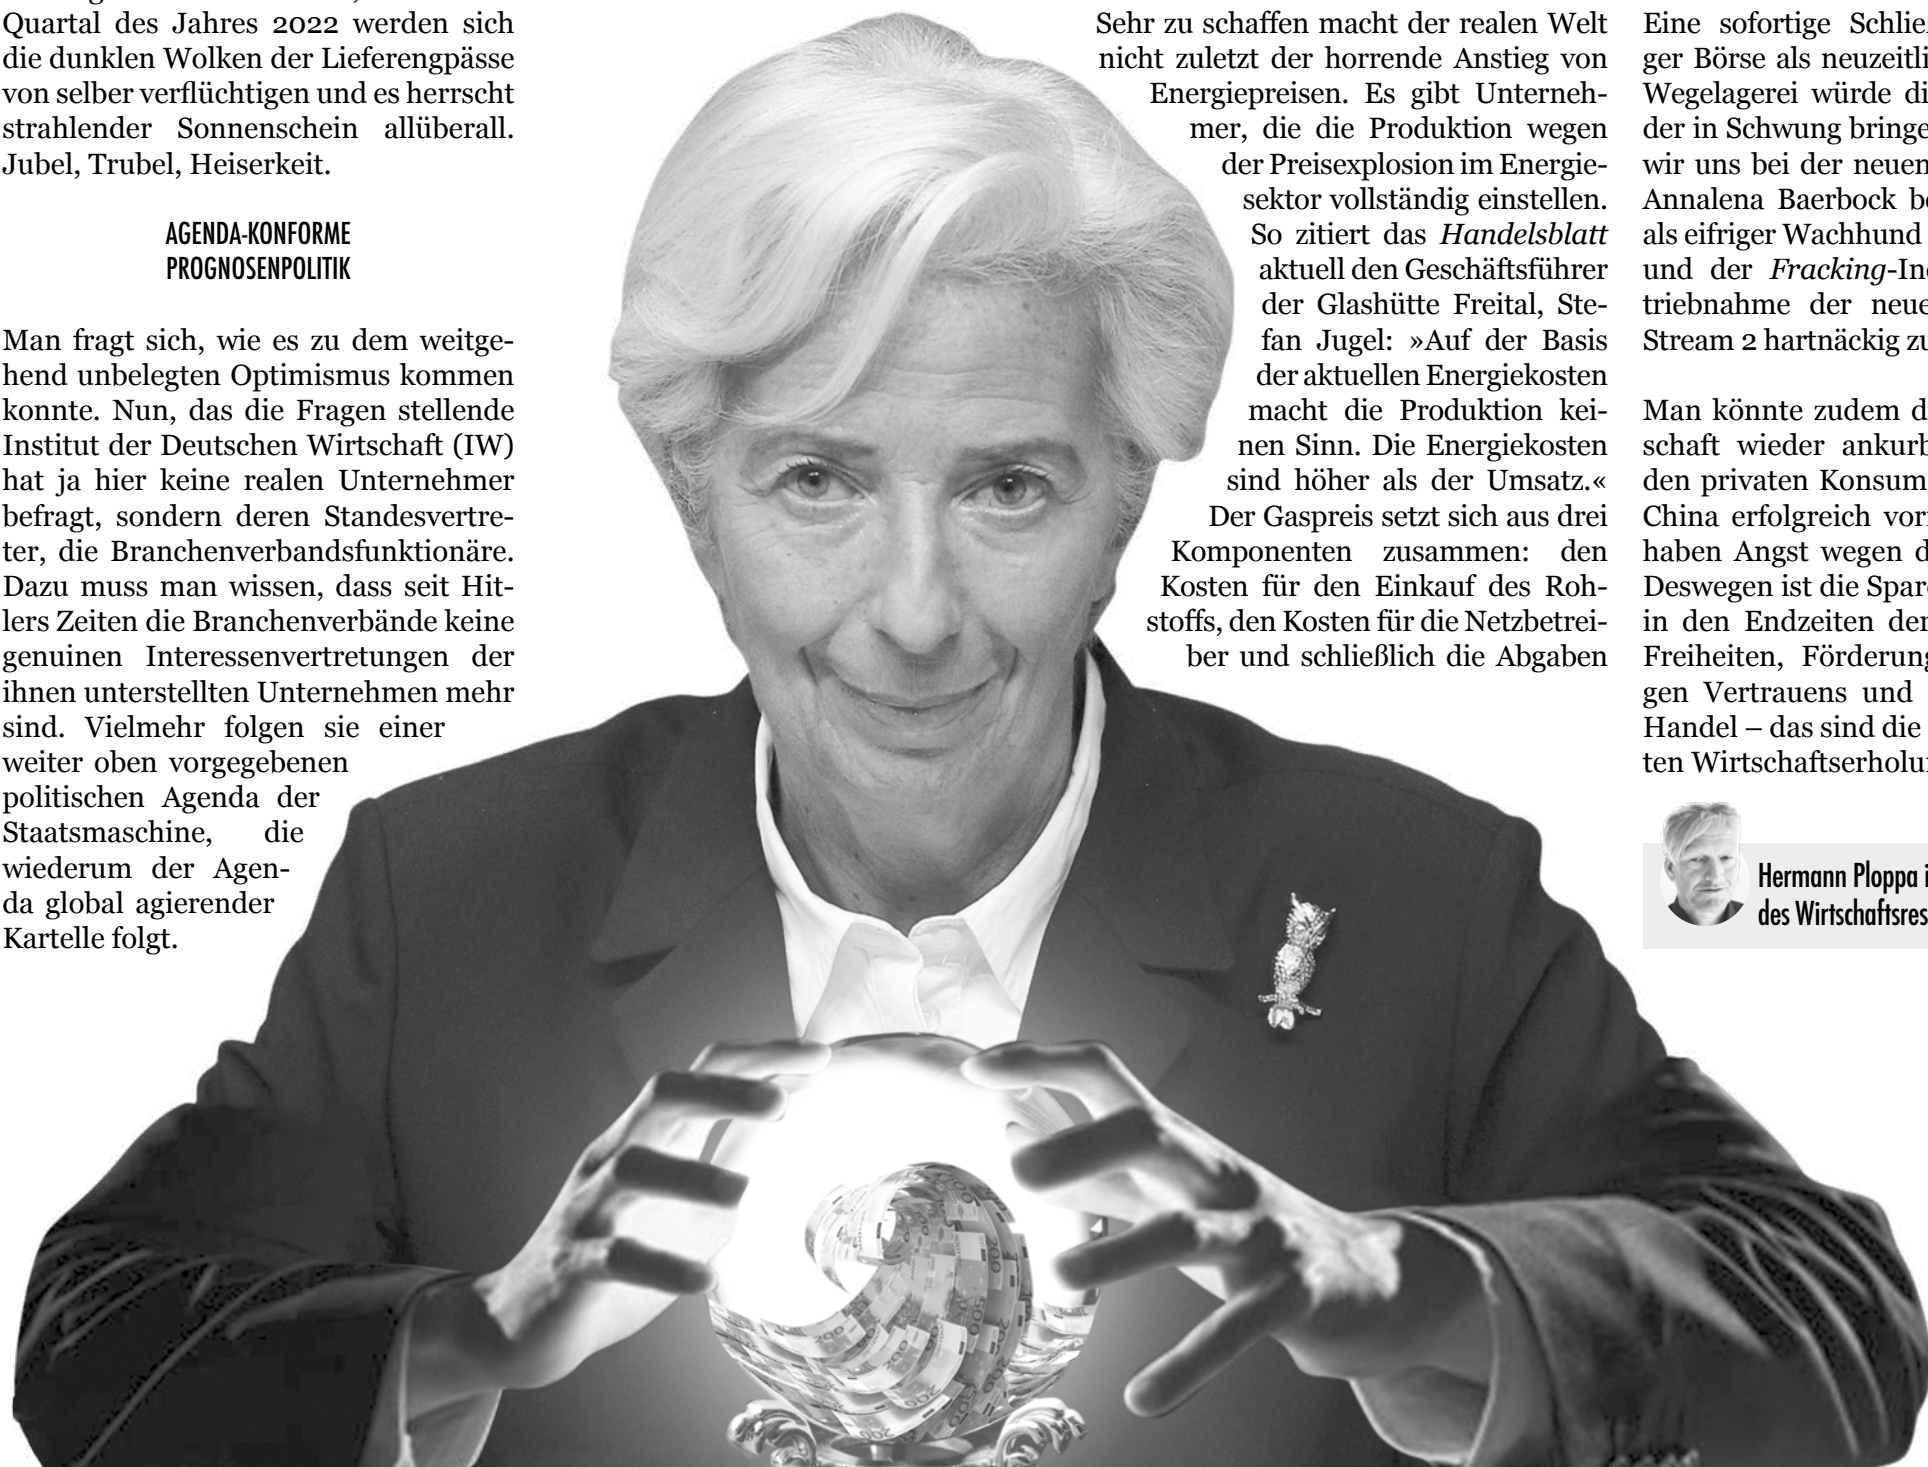 Quartal des Jahres 2022 werden sich
die dunklen Wolken der Lieferengpässe
von selber verflüchtigen und es herrscht
strahlender Sonnenschein allüberall.
Jubel, Trubel, Heiserkeit.
AGENDA-KONFORME
PROGNOSENPOLITIK
Man fragt sich, wie es zu dem weitge-
hend unbelegten Optimismus kommen
konnte. Nun, das die Fragen stellende
Institut der Deutschen Wirtschaft (IW)
hat ja hier keine realen Unternehmer
befragt, sondern deren Standesvertre-
ter, die Branchenverbandsfunktionäre.
Dazu muss man wissen, dass seit Hit-
lers Zeiten die Branchenverbände keine
genuinen Interessenvertretungen der
ihnen unterstellten Unternehmen mehr
sind. Vielmehr folgen sie einer
weiter oben vorgegebenen
politischen Agenda der
Staatsmaschine, die
wiederum der Agen-
da global agierender
Kartelle folgt.
Sehr zu schaffen macht der realen Welt
nicht zuletzt der horrende Anstieg von
Energiepreisen. Es gibt Unterneh-
mer, die die Produktion wegen
der Preisexplosion im Energie-
sektor vollständig einstellen.
So zitiert das Handelsblatt
aktuell den Geschäftsführer
der Glashütte Freital, Ste-
fan Jugel: »Auf der Basis
der aktuellen Energiekosten
macht die Produktion kei-
nen Sinn. Die Energiekosten
sind höher als der Umsatz.«
Der Gaspreis setzt sich aus drei
Komponenten zusammen: den
Kosten für den Einkauf des Roh-
stoffs, den Kosten für die Netzbetrei-
ber und schließlich die Abgaben
Eine sofortige Schlie
ger Börse als neuzeitli
Wegelagerei würde di
der in Schwung bringe
wir uns bei der neuen
Annalena Baerbock be
als eifriger Wachhund
und der Fracking-In
triebnahme der neue
Stream 2 hartnäckig zu
Man könnte zudem d
schaft wieder ankurb
den privaten Konsum
China erfolgreich vor
haben Angst wegen d
Deswegen ist die Spar
in den Endzeiten der
Freiheiten, Förderung
gen Vertrauens und
Handel – das sind die
ten Wirtschaftserholu
Hermann Ploppa i
des Wirtschaftsres